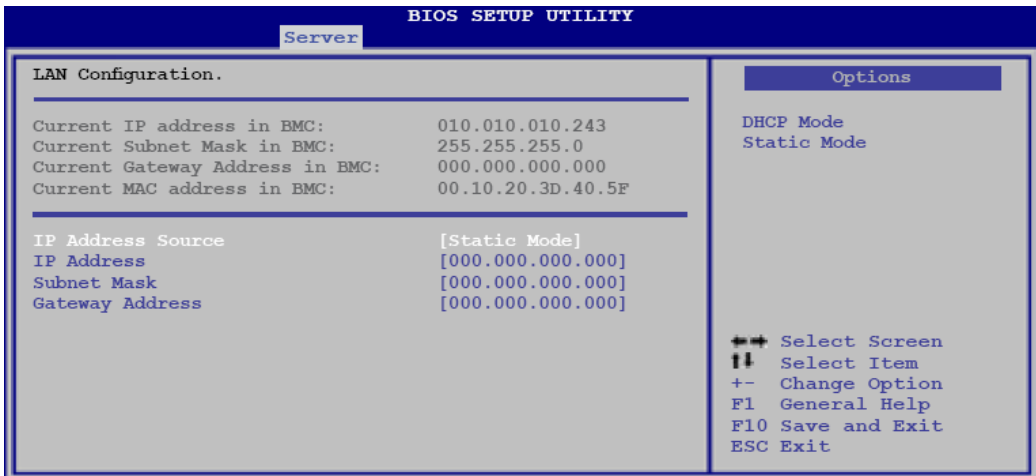 BIOS SETUP UTILITY
Server
LAN Configuration.
Current IP address in BMC: 010.010.010.243
Current Subnet Mask in BMC: 255.255.255.0
Current Gateway Address in BMC: 000.000.000.000
Current MAC address in BMC: 00.10.20.3D.40.5F
IP Address Source [Static Mode]
IP Address [000.000.000.000]
Subnet Mask [000.000.000.000]
Gateway Address [000.000.000.000]
Options
DHCP Mode
Static Mode
Select Screen
Select Item
+- Change Option
F1 General Help
F10 Save and Exit
ESC Exit